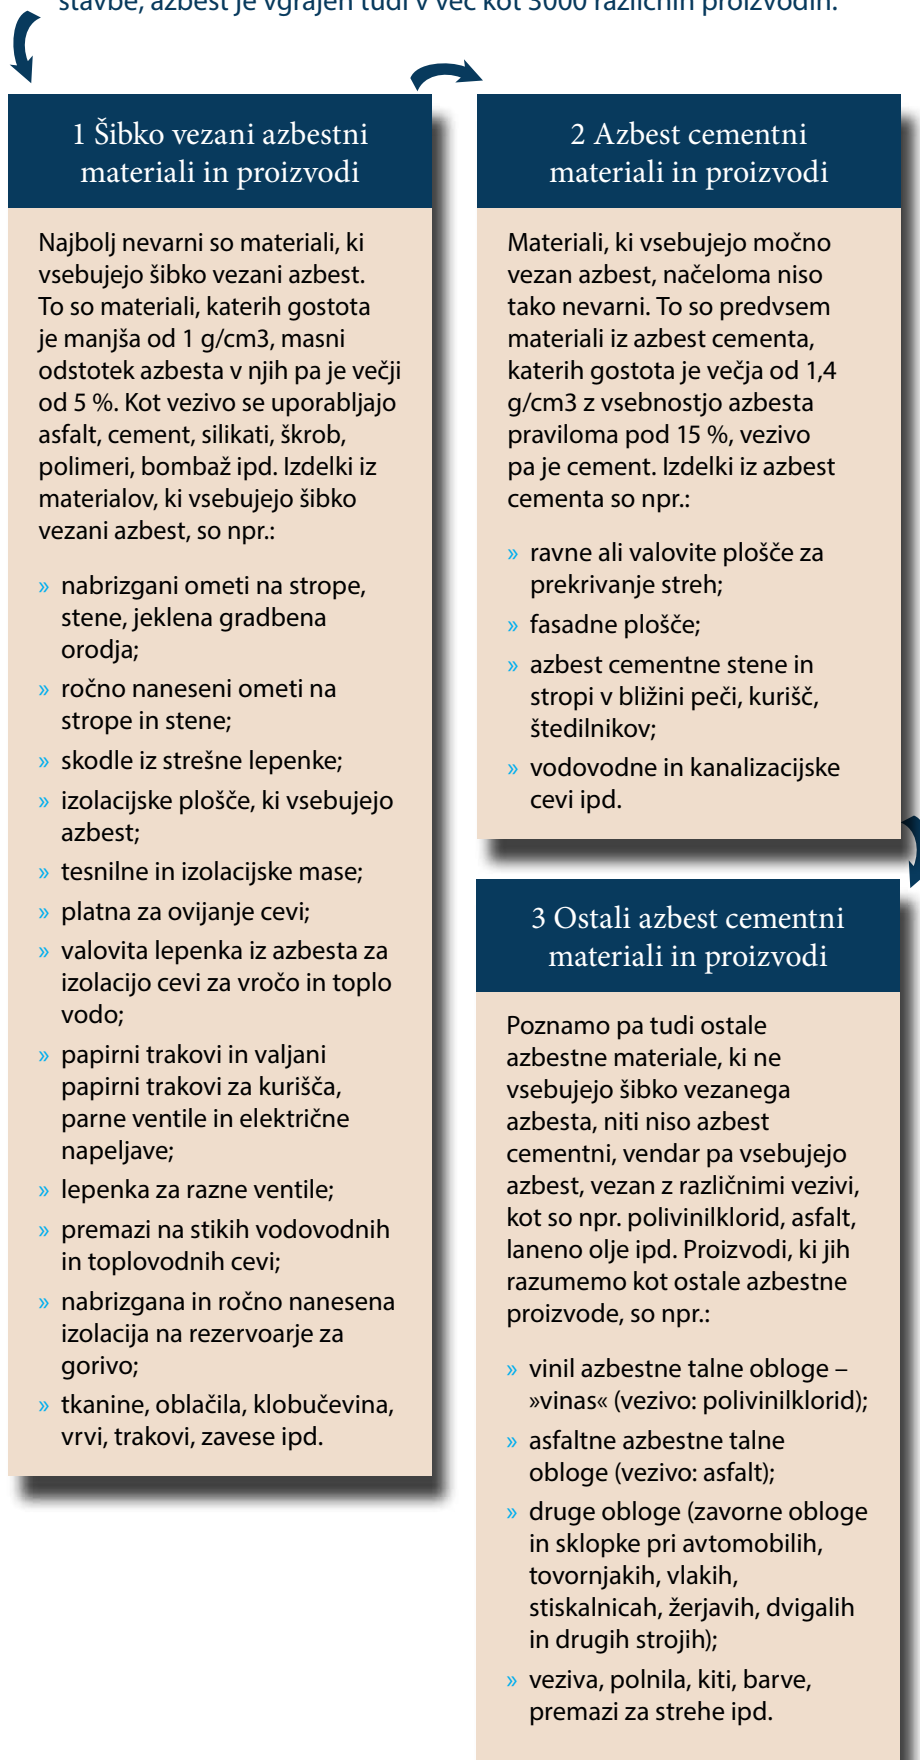 stavbe, azbest je vgrajen tudi v več kot 3000 različnih proizvodih.
1 Šibko vezani azbestni
materiali in proizvodi
Najbolj nevarni so materiali, ki
vsebujejo šibko vezani azbest.
To so materiali, katerih gostota
je manjša od 1 g/cm3, masni
odstotek azbesta v njih pa je večji
od 5 %. Kot vezivo se uporabljajo
asfalt, cement, silikati, škrob,
polimeri, bombaž ipd. Izdelki iz
materialov, ki vsebujejo šibko
vezani azbest, so npr.:
» nabrizgani ometi na strope,
stene, jeklena gradbena
orodja;
» ročno naneseni ometi na
strope in stene;
» skodle iz strešne lepenke;
» izolacijske plošče, ki vsebujejo
azbest;
» tesnilne in izolacijske mase;
» platna za ovijanje cevi;
» valovita lepenka iz azbesta za
izolacijo cevi za vročo in toplo
vodo;
» papirni trakovi in valjani
papirni trakovi za kurišča,
parne ventile in električne
napeljave;
» lepenka za razne ventile;
» premazi na stikih vodovodnih
in toplovodnih cevi;
» nabrizgana in ročno nanesena
izolacija na rezervoarje za
gorivo;
» tkanine, oblačila, klobučevina,
vrvi, trakovi, zavese ipd.
2 Azbest cementni
materiali in proizvodi
Materiali, ki vsebujejo močno
vezan azbest, načeloma niso
tako nevarni. To so predvsem
materiali iz azbest cementa,
katerih gostota je večja od 1,4
g/cm3 z vsebnostjo azbesta
praviloma pod 15 %, vezivo
pa je cement. Izdelki iz azbest
cementa so npr.:
» ravne ali valovite plošče za
prekrivanje streh;
» fasadne plošče;
» azbest cementne stene in
stropi v bližini peči, kurišč,
štedilnikov;
» vodovodne in kanalizacijske
cevi ipd.
3 Ostali azbest cementni
materiali in proizvodi
Poznamo pa tudi ostale
azbestne materiale, ki ne
vsebujejo šibko vezanega
azbesta, niti niso azbest
cementni, vendar pa vsebujejo
azbest, vezan z različnimi vezivi,
kot so npr. polivinilklorid, asfalt,
laneno olje ipd. Proizvodi, ki jih
razumemo kot ostale azbestne
proizvode, so npr.:
» vinil azbestne talne obloge –
»vinas« (vezivo: polivinilklorid);
» asfaltne azbestne talne
obloge (vezivo: asfalt);
» druge obloge (zavorne obloge
in sklopke pri avtomobilih,
tovornjakih, vlakih,
stiskalnicah, žerjavih, dvigalih
in drugih strojih);
» veziva, polnila, kiti, barve,
premazi za strehe ipd.